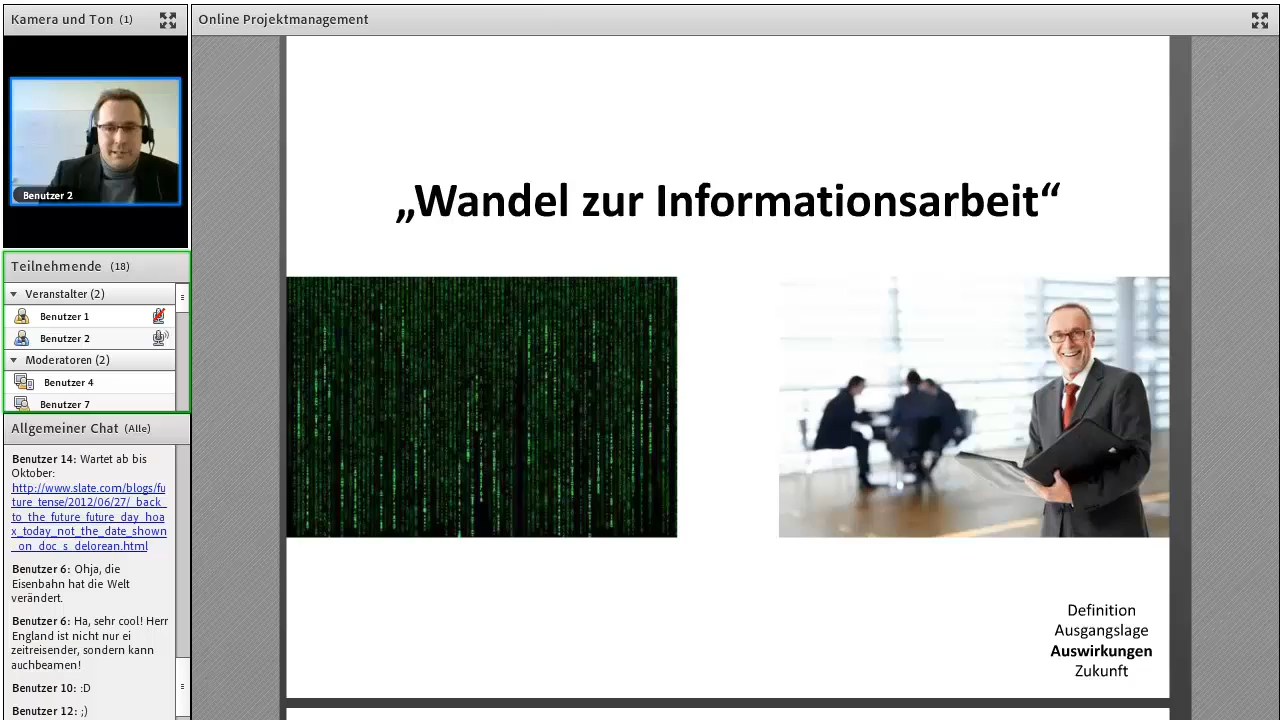 Kamera und Ton (1)
Benutzer 2
Teilnehmende (18)
Veranstalter (2)
Benutzer 1
Benutzer 2
Moderatoren (2)
Benutzer 4
Benutzer 7
Allgemeiner Chat (Alle)
Benutzer 14: Wartet ab bis
Oktober:
http://www.slate.com/blogs/fu
ture_tense/2012/06/27/_back_
to_the_future_future_day_hoa
x_today_not_the_date_shown
_on_doc_s_delorean.html
Benutzer 6: Ohja, die
Eisenbahn hat die Welt
verändert.
Benutzer 6: Ha, sehr cool! Herr
England ist nicht nur ei
zeitreisender, sondern kann
auchbeamen!
Benutzer 10: :D
Benutzer 12: ;)
Online Projektmanagement
„Wandel zur Informationsarbeit“
Definition
Ausgangslage
Auswirkungen
Zukunft